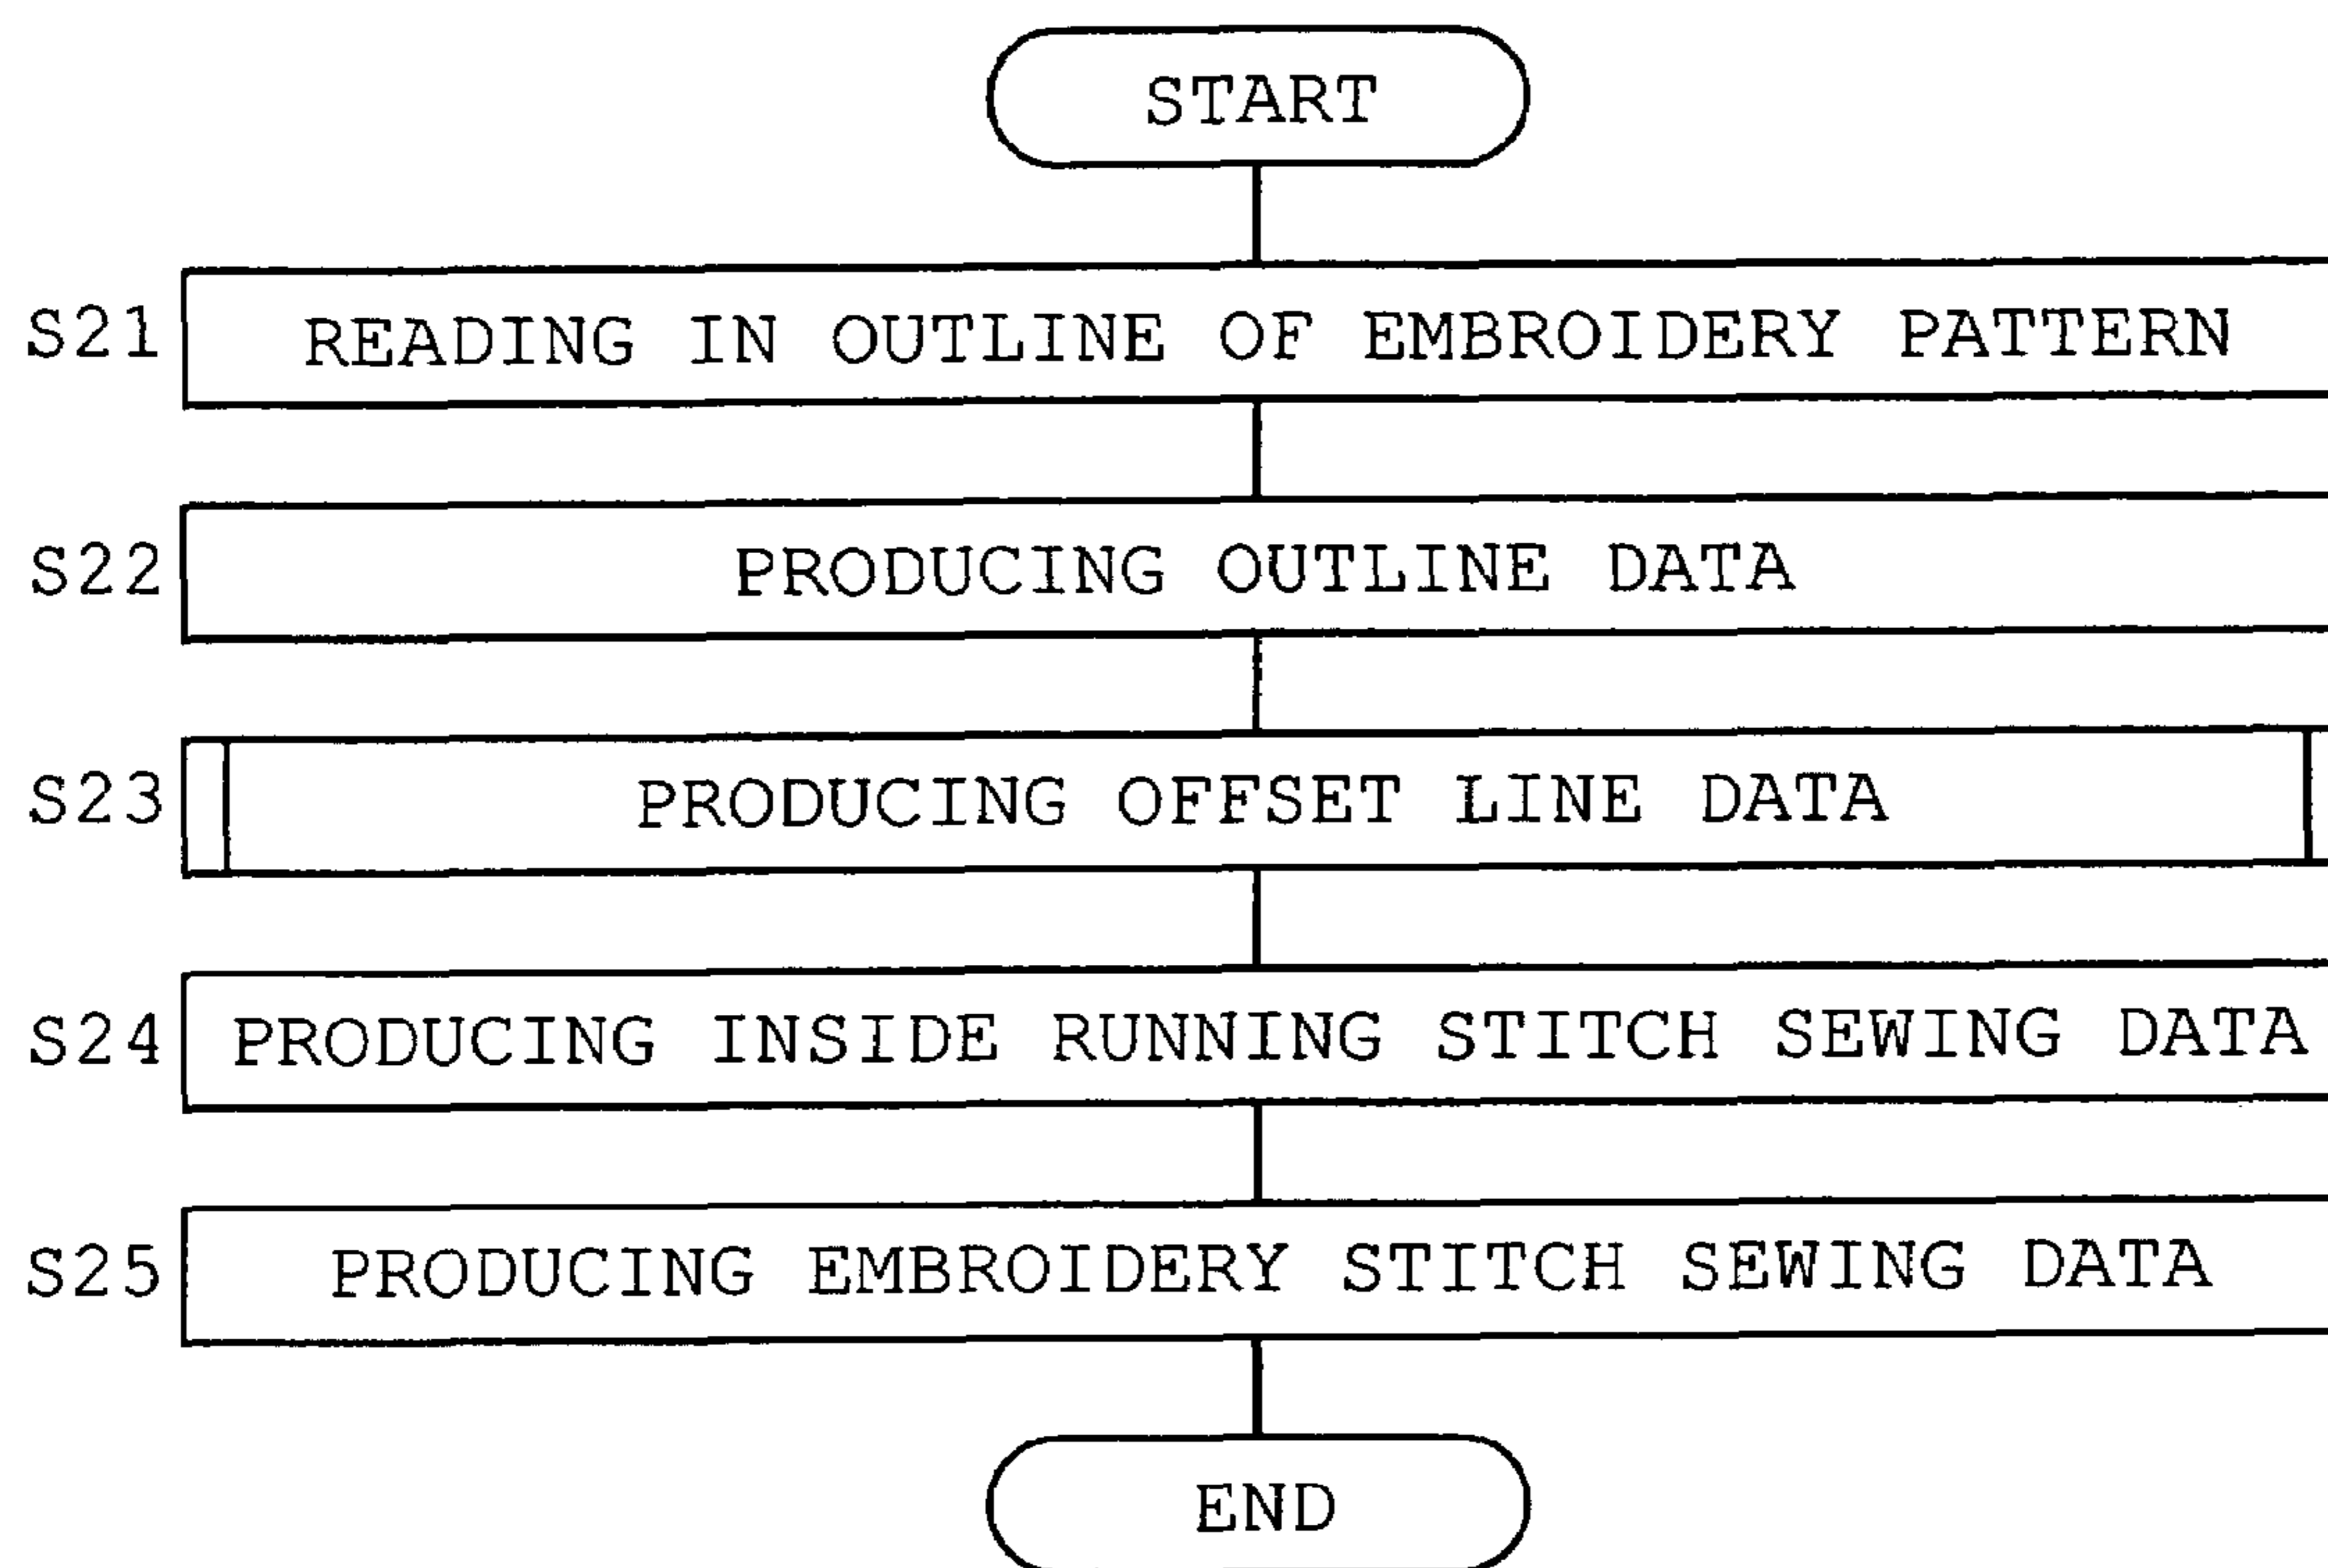 START
S21 READING IN OUTLINE OF EMBROIDERY PATTERN
S22 PRODUCING OUTLINE DATA
S23 PRODUCING OFFSET LINE DATA
S24 PRODUCING INSIDE RUNNING STITCH SEWING DATA
S25 PRODUCING EMBROIDERY STITCH SEWING DATA
END